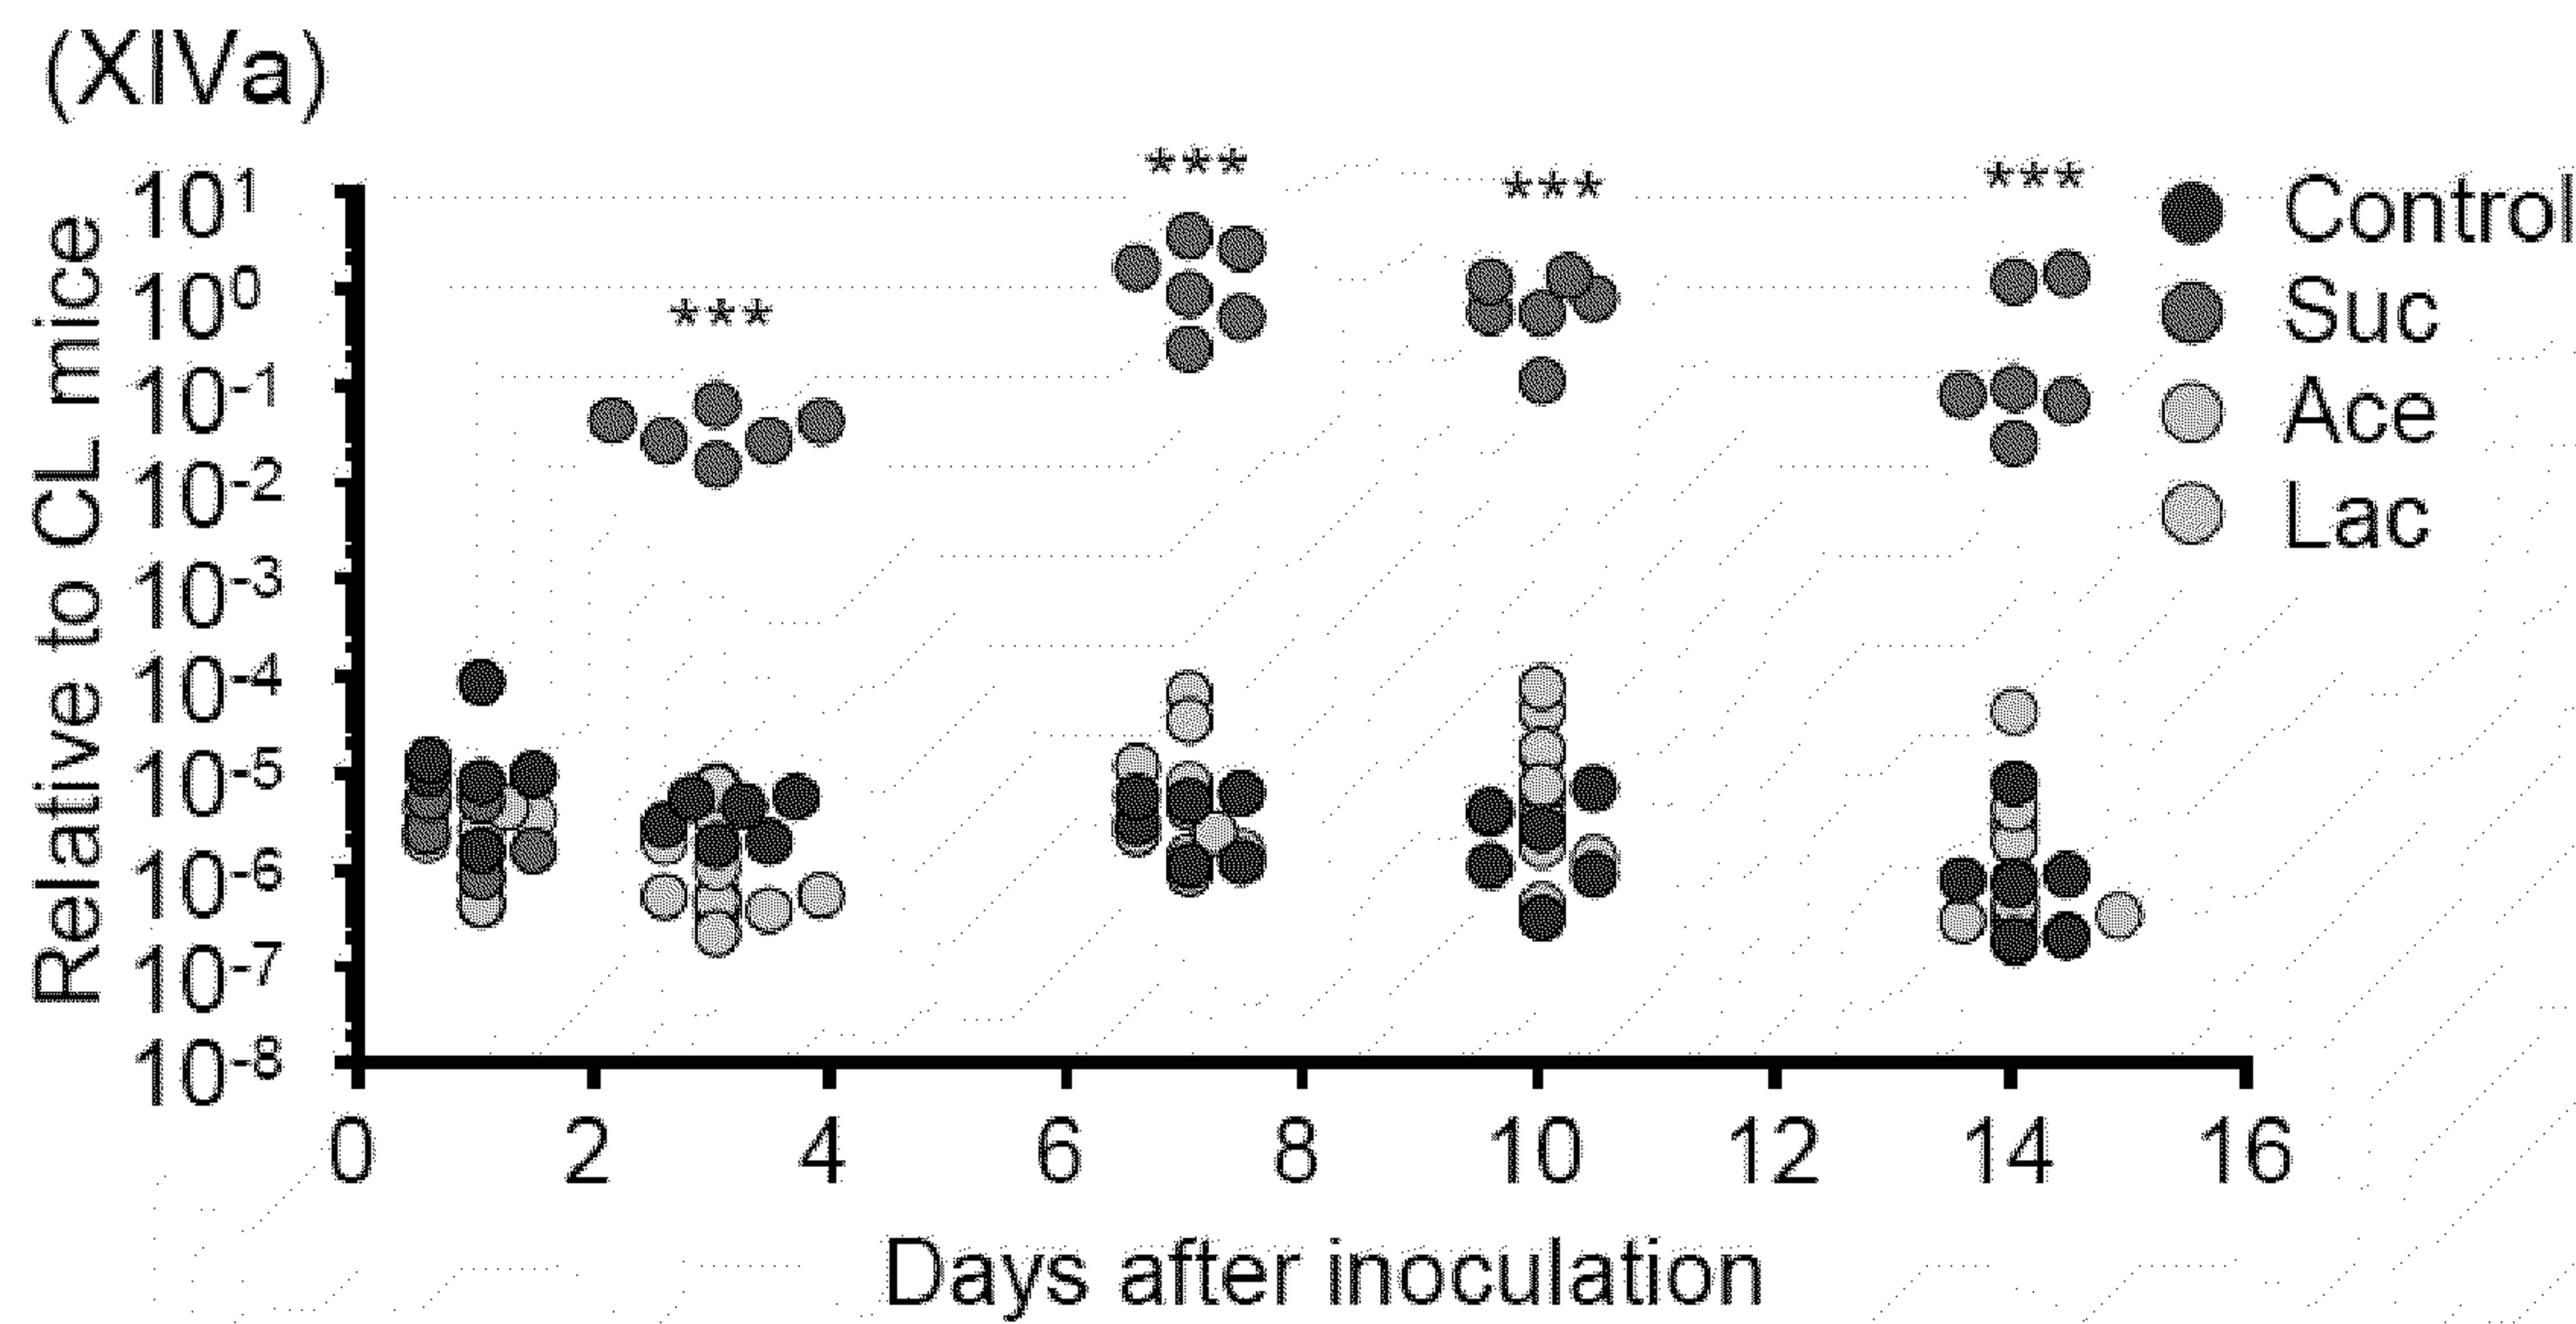 (XIVa)
Relative to CL mice
10¹
10⁰
10⁻¹
10⁻²
10⁻³
10⁻⁴
10⁻⁵
10⁻⁶
10⁻⁷
10⁻⁸
***
***
***
***
Control
Suc
Ace
Lac
0 2 4 6 8 10 12 14 16
Days after inoculation